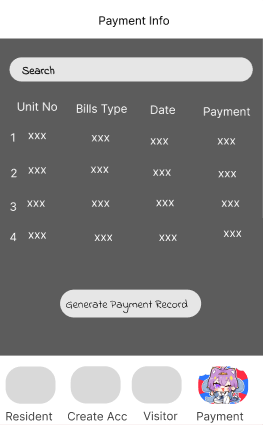 Payment Info
Search
Unit No Bills Type Date Payment
1 xxx xxx xxx xxx
2 xxx xxx xxx xxx
3 xxx xxx xxx xxx
4 xxx xxx xxx xxx
Generate Payment Record
Resident Create Acc Visitor Payment